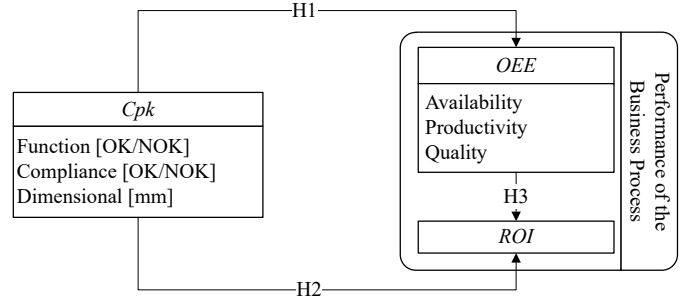 H1
Cpk
Function [OK/NOK]
Compliance [OK/NOK]
Dimensional [mm]
OEE
Availability
Productivity
Quality
H3
ROI
H2
Performance of the
Business Process